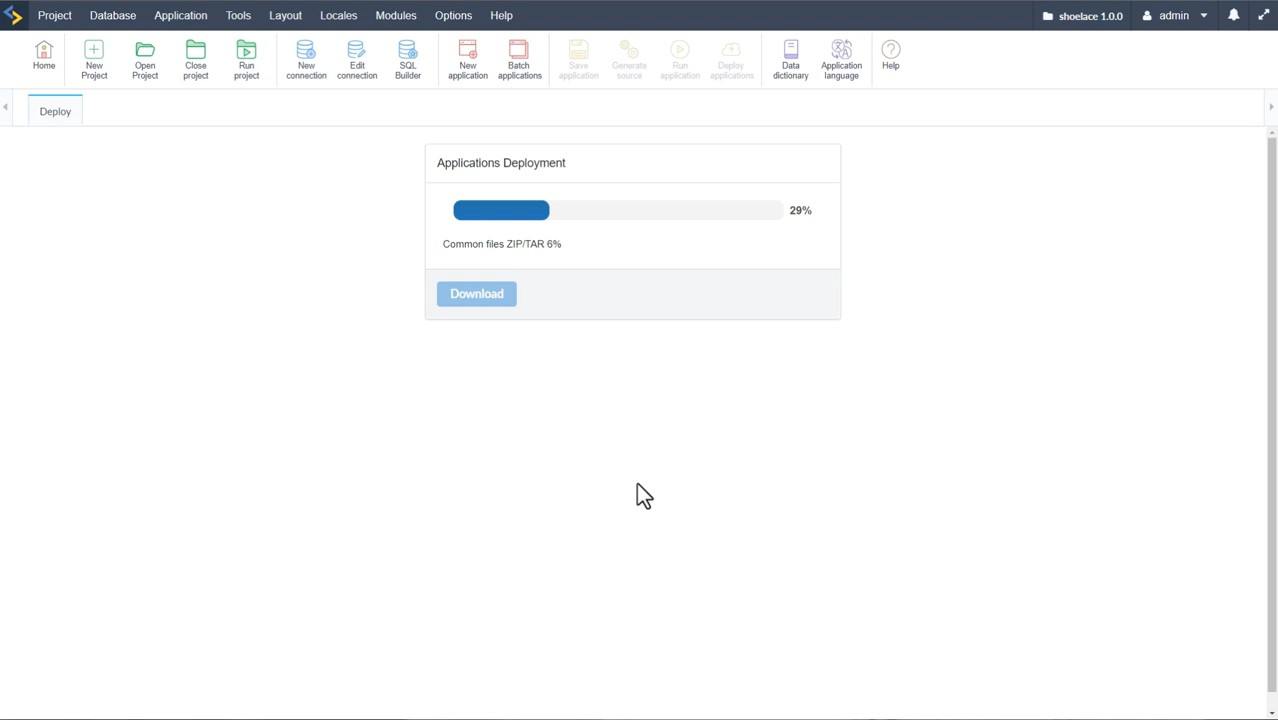 Project Database Application Tools Layout Locales Modules Options Help shoelace 1.0.0 admin
Home New Project Open Project Close project Run project New connection Edit connection SQL Builder New application Batch applications Save application Generate source Run application Deploy applications Data dictionary Application language Help
Deploy
Applications Deployment
29%
Common files ZIP/TAR 6%
Download